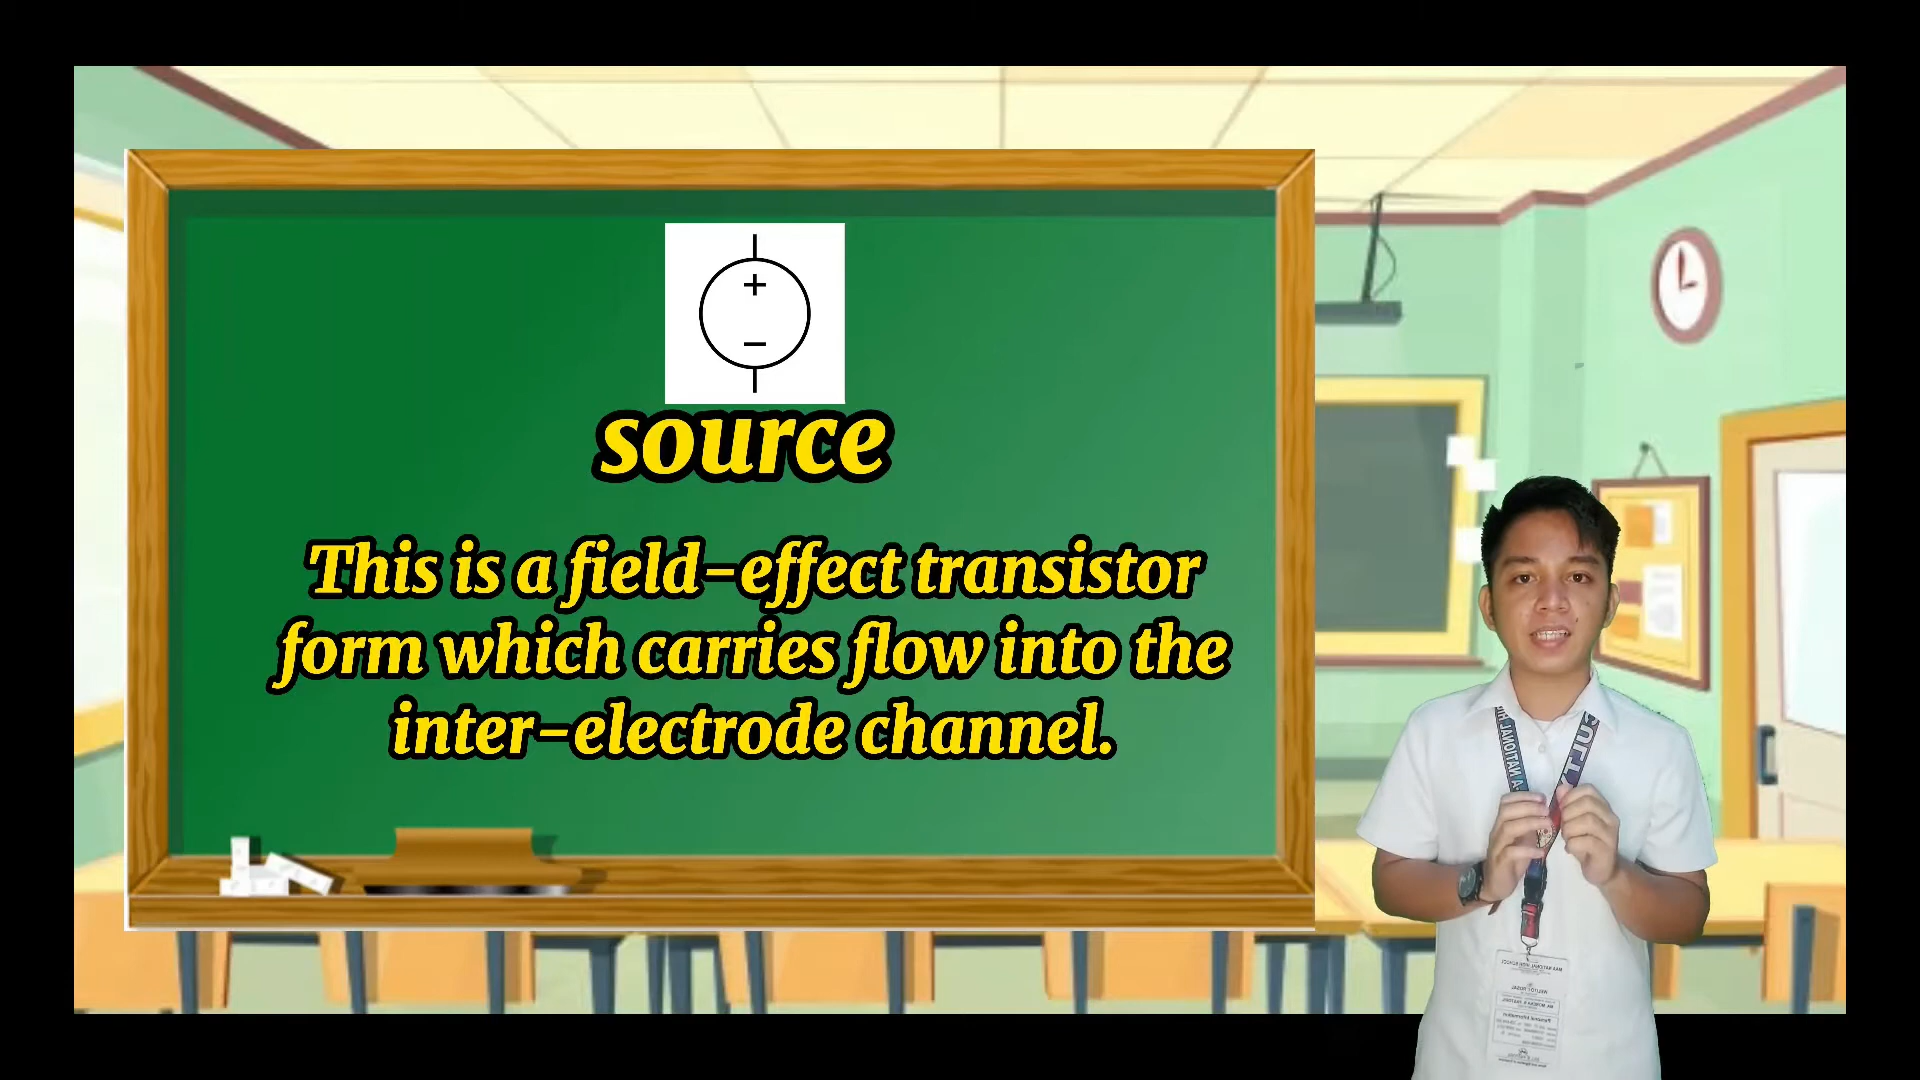 +
−
source
This is a field-effect transistor
form which carries flow into the
inter-electrode channel.